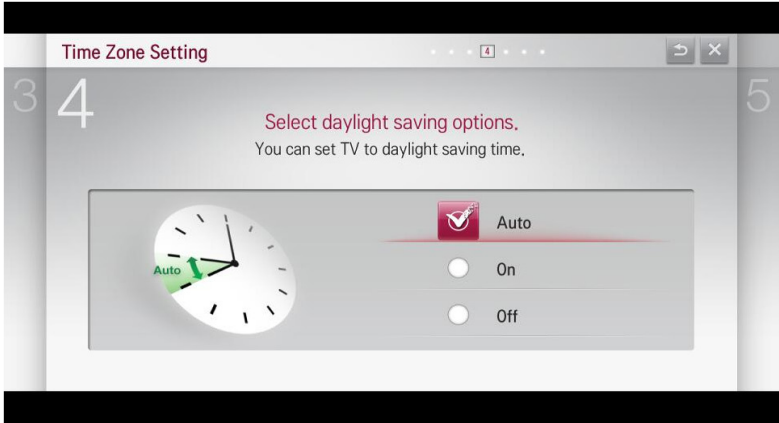 Time Zone Setting
4
3
4
5
Select daylight saving options.
You can set TV to daylight saving time.
Auto
Auto
On
Off